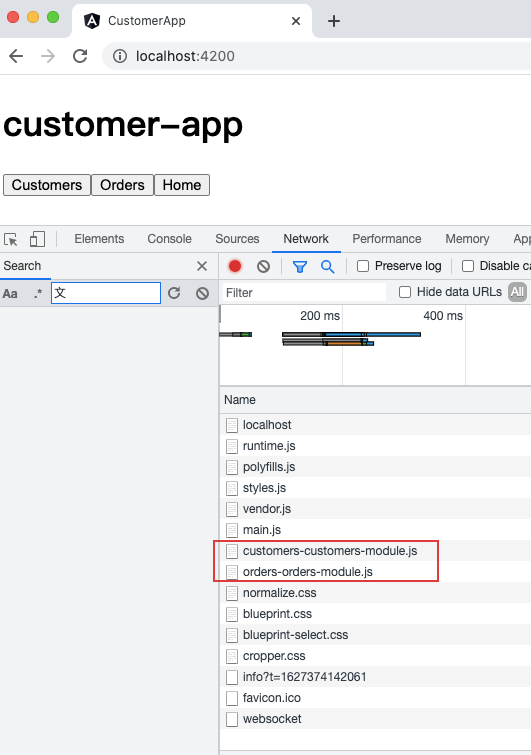 CustomerApp
localhost:4200
customer-app
Customers Orders Home
Elements Console Sources Network Performance Memory
Search
Preserve log Disable
Aa .* 文
Filter Hide data URLs All
200 ms 400 ms
Name
localhost
runtime.js
polyfills.js
styles.js
vendor.js
main.js
customers-customers-module.js
orders-orders-module.js
normalize.css
blueprint.css
blueprint-select.css
cropper.css
info?t=1627374142061
favicon.ico
websocket